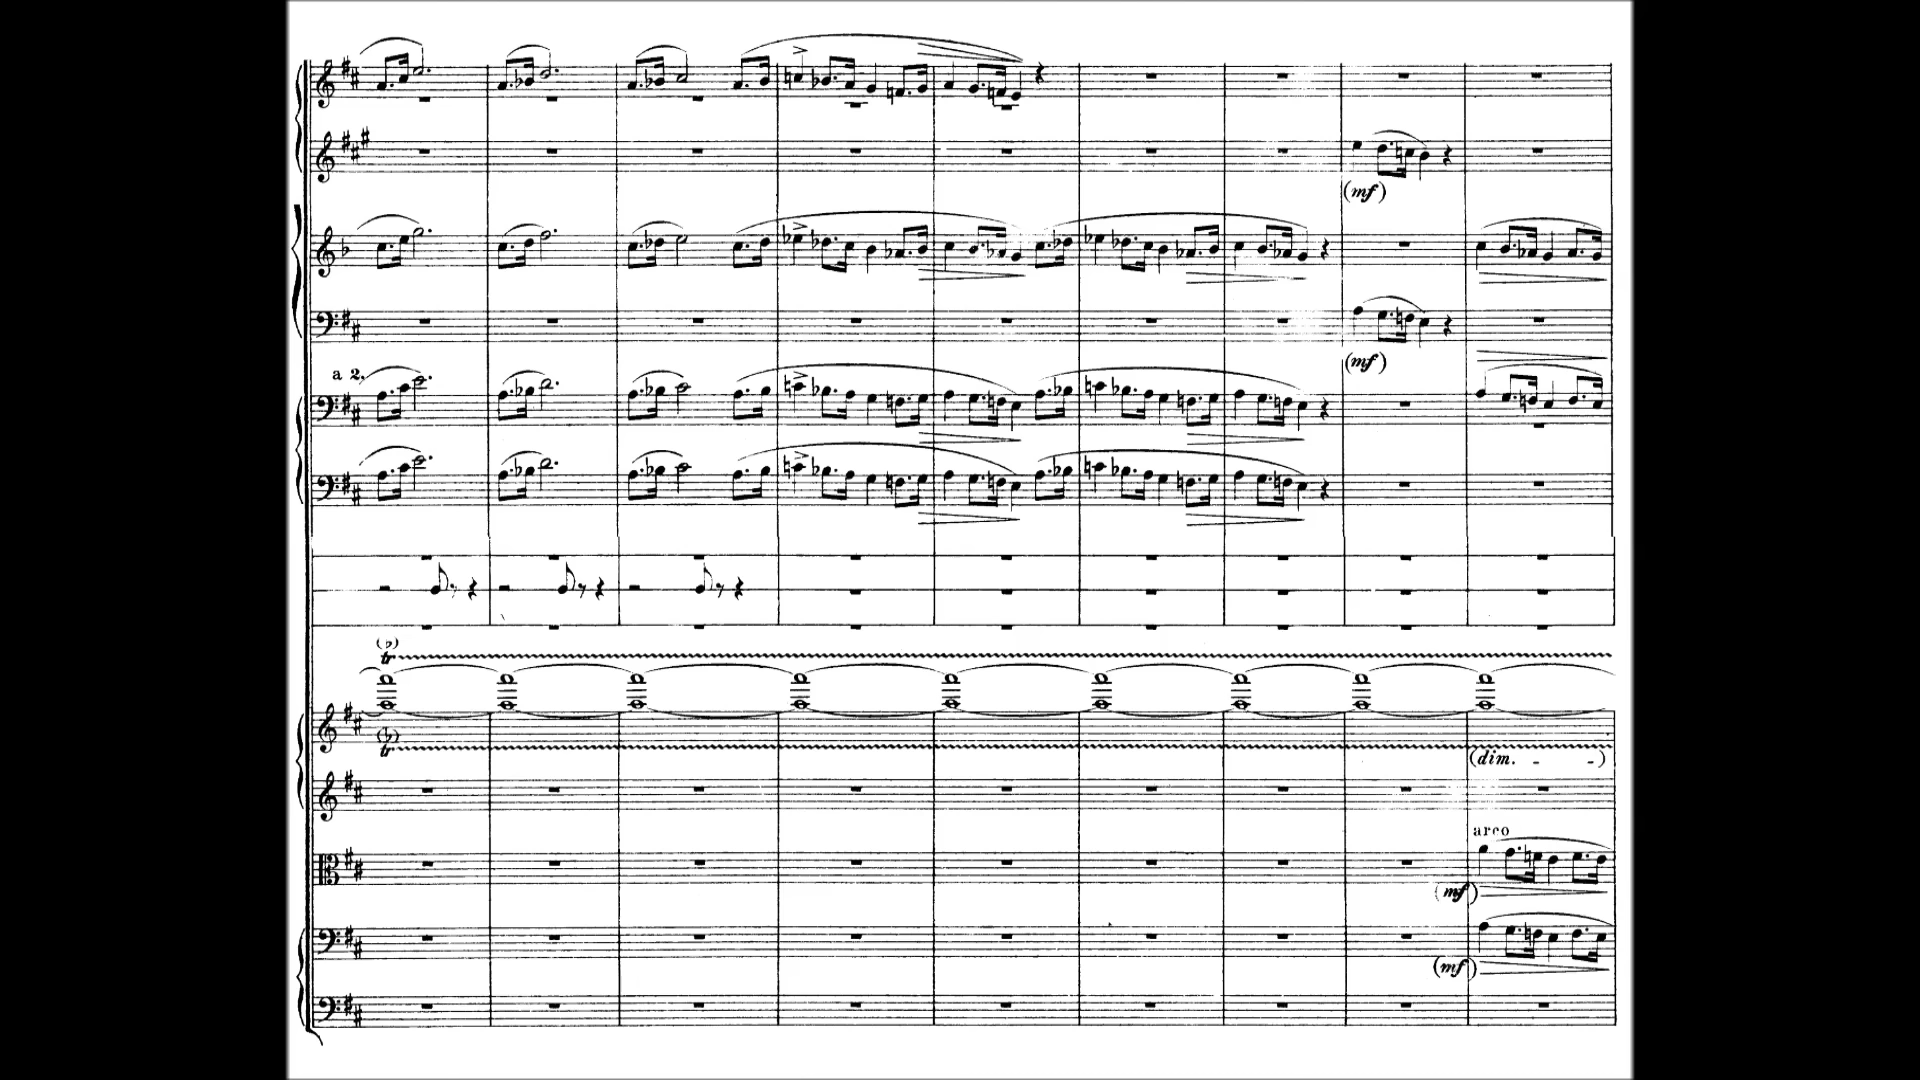 (mf)
(mf)
a 2.
(♭)
tr
(♭)
tr
(dim. - -)
arco
(mf)
(mf)